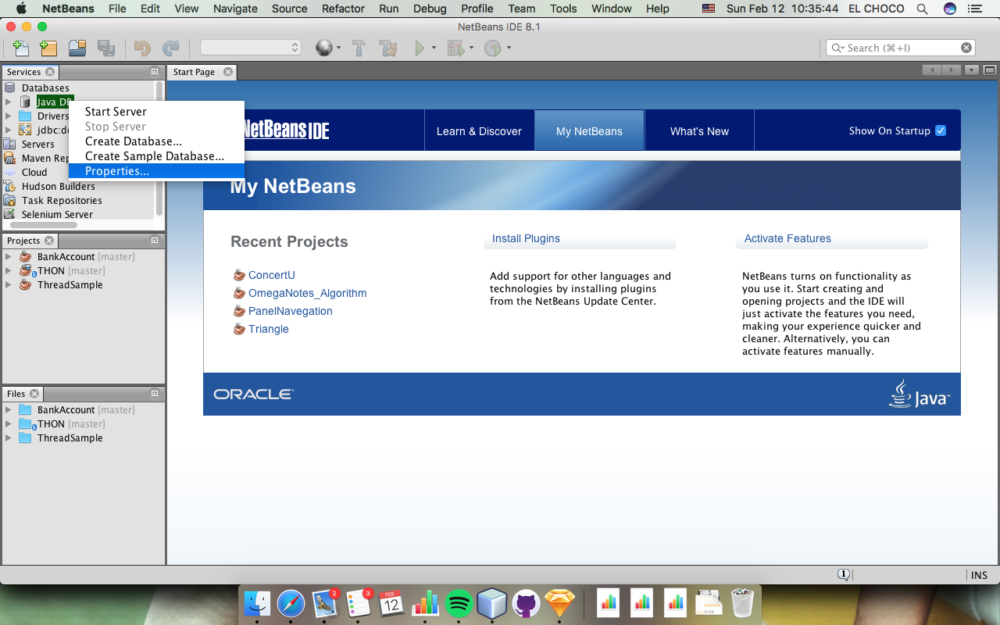 NetBeans File Edit View Navigate Source Refactor Run Debug Profile Team Tools Window Help Sun Feb 12 10:35:44 EL CHOCO
NetBeans IDE 8.1
Search (⌘+I)
Services
Start Page
Databases
Java DB
Drivers
jdbc:de
Servers
Maven Rep
Cloud
Hudson Builders
Task Repositories
Selenium Server
Start Server
Stop Server
Create Database...
Create Sample Database...
Properties...
NetBeans IDE
Learn & Discover
My NetBeans
What's New
Show On Startup
My NetBeans
Projects
BankAccount [master]
THON [master]
ThreadSample
Recent Projects
ConcertU
OmegaNotes_Algorithm
PanelNavegation
Triangle
Install Plugins
Add support for other languages and
technologies by installing plugins
from the NetBeans Update Center.
Activate Features
NetBeans turns on functionality as
you use it. Start creating and
opening projects and the IDE will
just activate the features you need,
making your experience quicker and
cleaner. Alternatively, you can
activate features manually.
Files
BankAccount [master]
THON [master]
ThreadSample
ORACLE
Java™
1
INS
2
3
FEB
12
XLSX